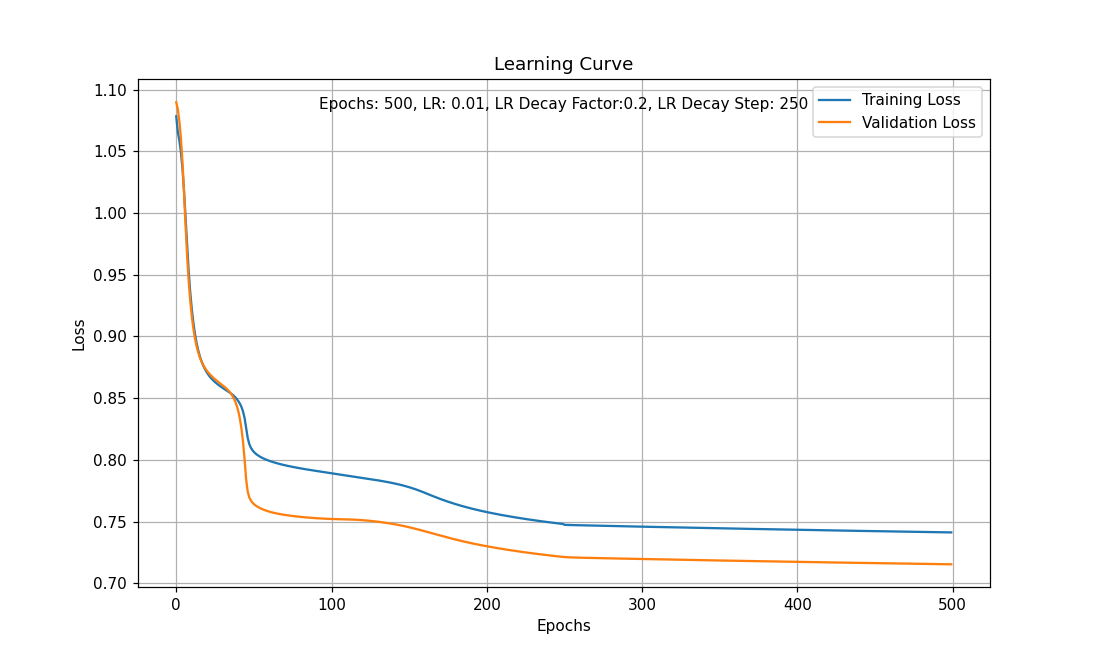 Learning Curve
Epochs: 500, LR: 0.01, LR Decay Factor:0.2, LR Decay Step: 250
Training Loss
Validation Loss
1.10
1.05
1.00
0.95
0.90
0.85
0.80
0.75
0.70
Loss
0 100 200 300 400 500
Epochs